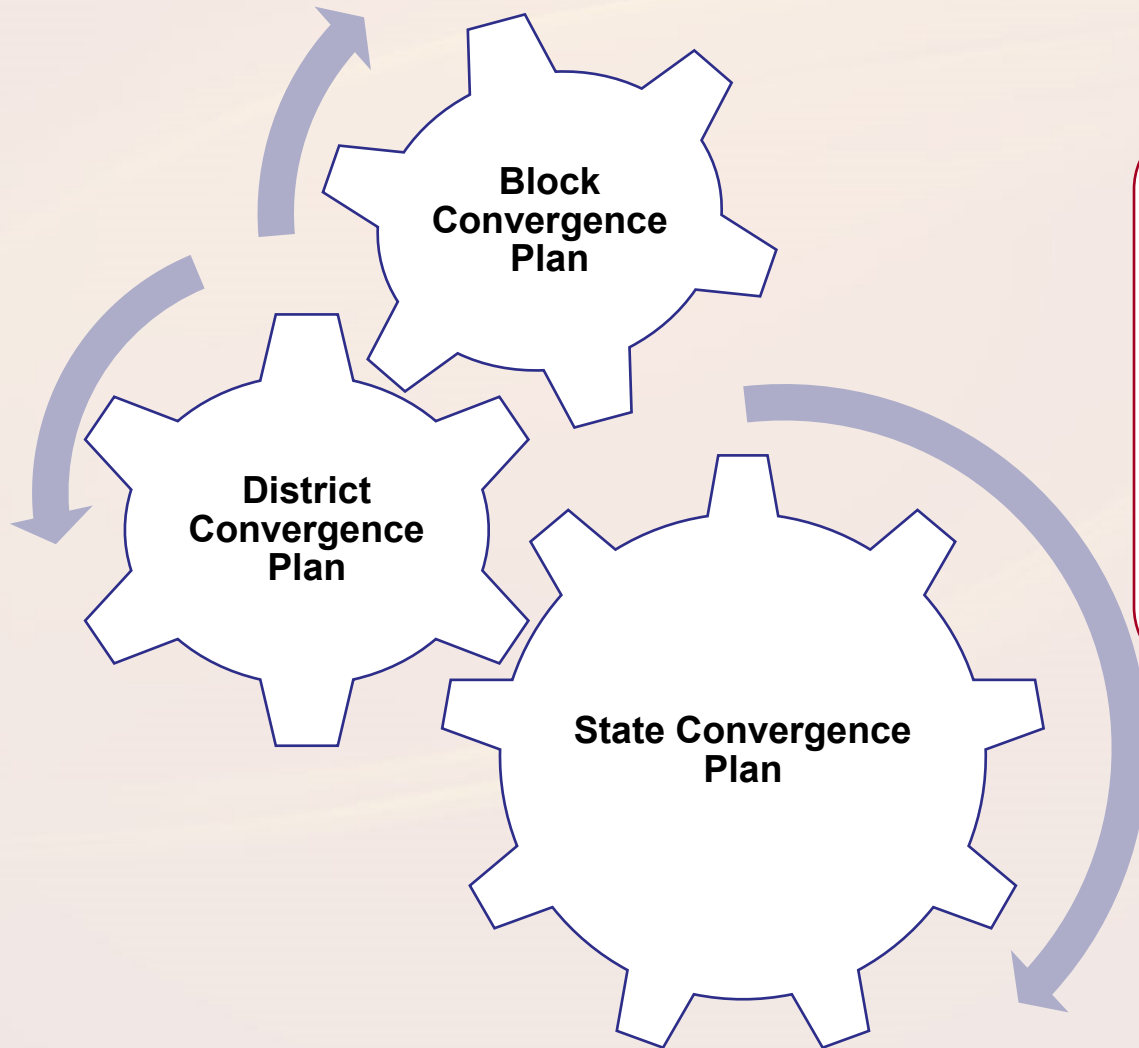 Block
Convergence
Plan
District
Convergence
Plan
State Convergence
Plan